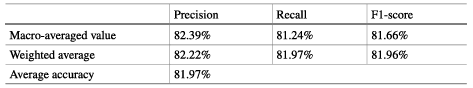 Precision Recall F1-score
Macro-averaged value 82.39% 81.24% 81.66%
Weighted average 82.22% 81.97% 81.96%
Average accuracy 81.97%